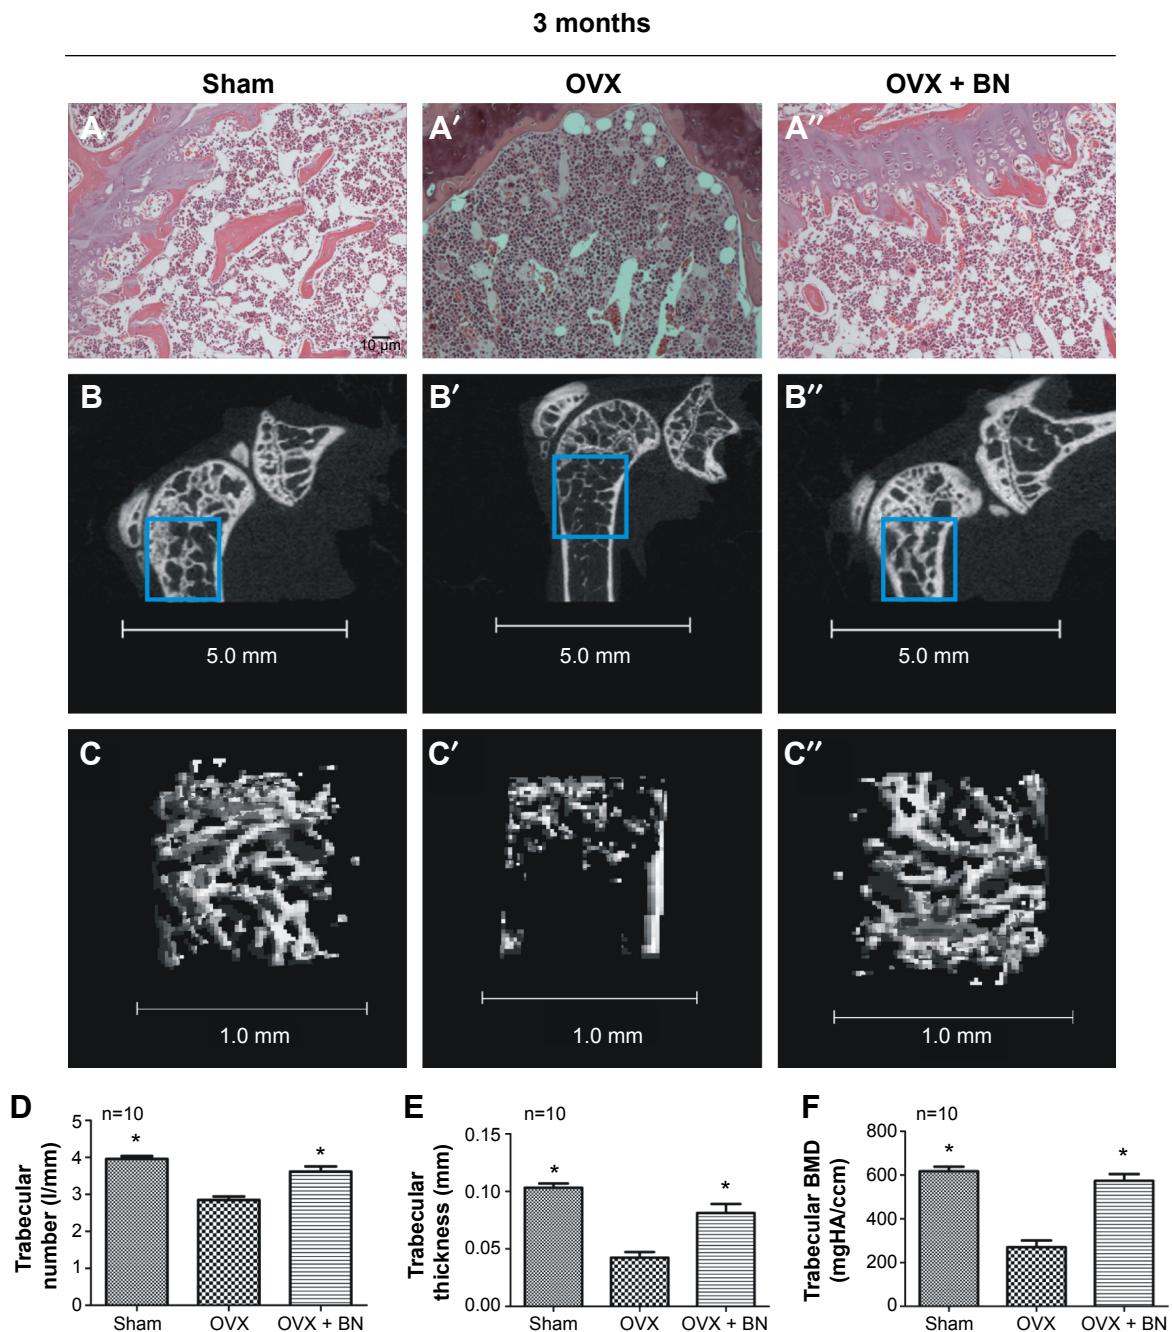 3 months
Sham OVX OVX + BN
A A′ A″
10 µm
B B′ B″
5.0 mm 5.0 mm 5.0 mm
C C′ C″
1.0 mm 1.0 mm 1.0 mm
D n=10
Trabecular
number (l/mm)
5
4
3
2
1
0
* *
Sham OVX OVX + BN
E n=10
Trabecular
thickness (mm)
0.15
0.10
0.05
0.00
* *
Sham OVX OVX + BN
F n=10
Trabecular BMD
(mgHA/ccm)
800
600
400
200
0
* *
Sham OVX OVX + BN